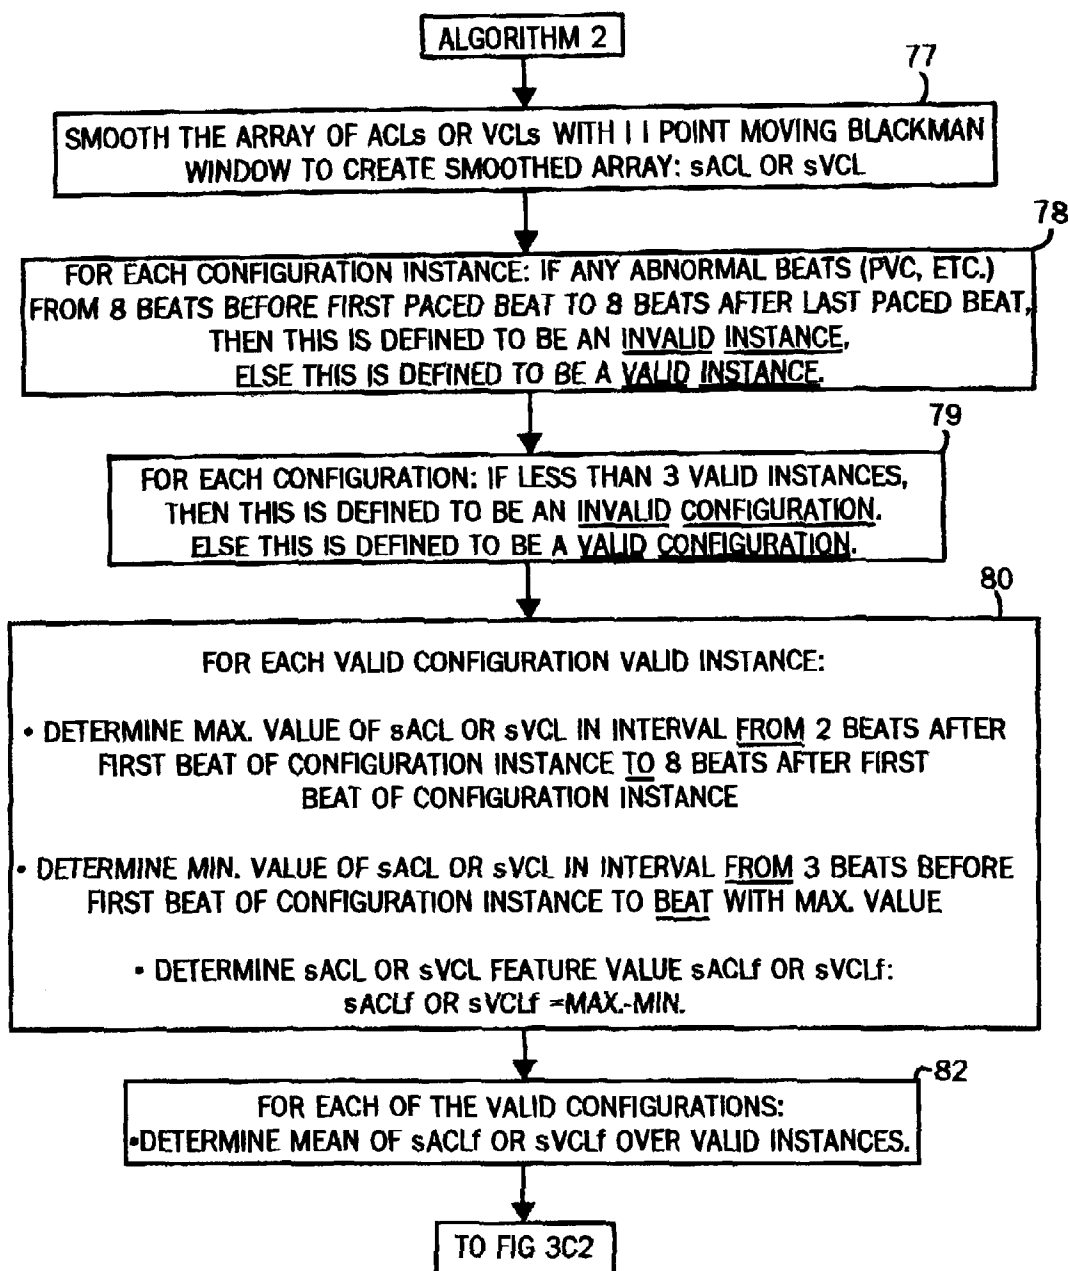 ALGORITHM 2
77
SMOOTH THE ARRAY OF ACLs OR VCLs WITH 11 POINT MOVING BLACKMAN
WINDOW TO CREATE SMOOTHED ARRAY: sACL OR sVCL
78
FOR EACH CONFIGURATION INSTANCE: IF ANY ABNORMAL BEATS (PVC, ETC.)
FROM 8 BEATS BEFORE FIRST PACED BEAT TO 8 BEATS AFTER LAST PACED BEAT,
THEN THIS IS DEFINED TO BE AN INVALID INSTANCE,
ELSE THIS IS DEFINED TO BE A VALID INSTANCE.
79
FOR EACH CONFIGURATION: IF LESS THAN 3 VALID INSTANCES,
THEN THIS IS DEFINED TO BE AN INVALID CONFIGURATION.
ELSE THIS IS DEFINED TO BE A VALID CONFIGURATION.
80
FOR EACH VALID CONFIGURATION VALID INSTANCE:
• DETERMINE MAX. VALUE OF sACL OR sVCL IN INTERVAL FROM 2 BEATS AFTER
FIRST BEAT OF CONFIGURATION INSTANCE TO 8 BEATS AFTER FIRST
BEAT OF CONFIGURATION INSTANCE
• DETERMINE MIN. VALUE OF sACL OR sVCL IN INTERVAL FROM 3 BEATS BEFORE
FIRST BEAT OF CONFIGURATION INSTANCE TO BEAT WITH MAX. VALUE
• DETERMINE sACL OR sVCL FEATURE VALUE sACLf OR sVCLf:
sACLf OR sVCLf =MAX.-MIN.
82
FOR EACH OF THE VALID CONFIGURATIONS:
•DETERMINE MEAN OF sACLf OR sVCLf OVER VALID INSTANCES.
TO FIG 3C2